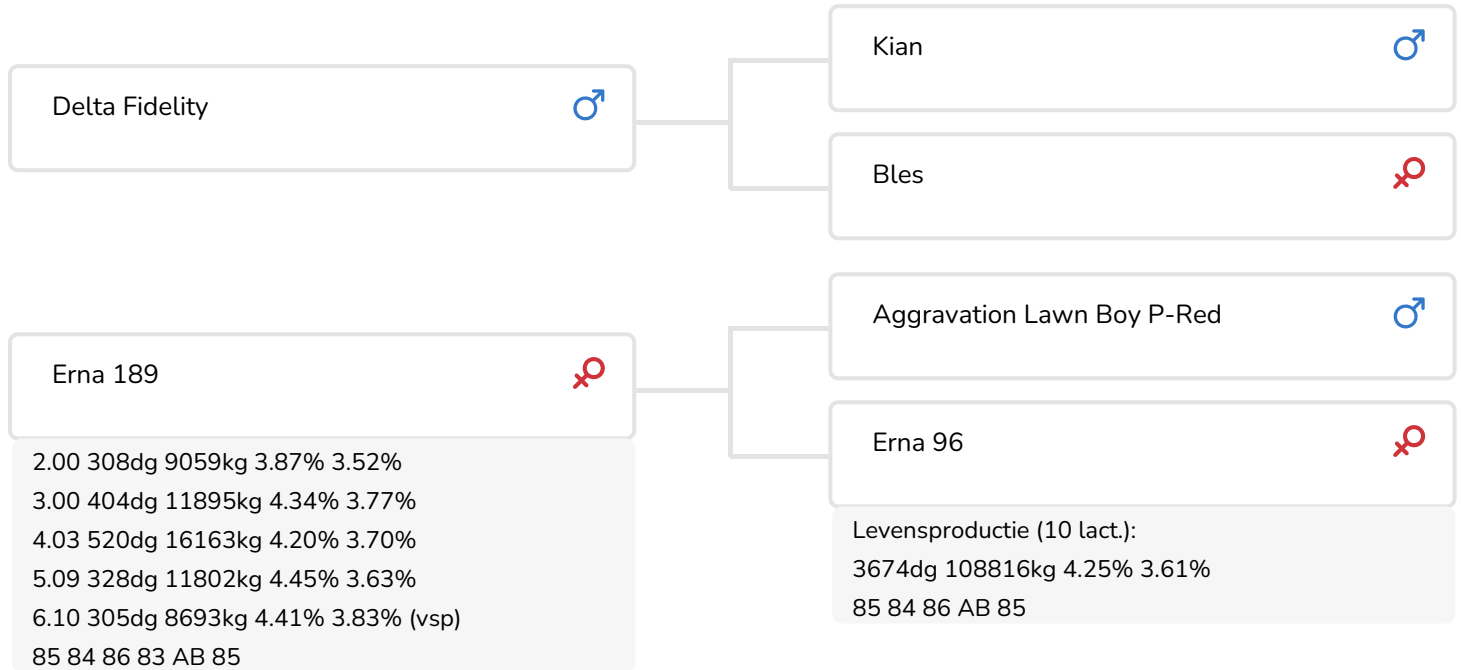 Delta Fidelity
Kian
Bles
Erna 189
2.00 308dg 9059kg 3.87% 3.52%
3.00 404dg 11895kg 4.34% 3.77%
4.03 520dg 16163kg 4.20% 3.70%
5.09 328dg 11802kg 4.45% 3.63%
6.10 305dg 8693kg 4.41% 3.83% (vsp)
85 84 86 83 AB 85
Aggravation Lawn Boy P-Red
Erna 96
Levensproductie (10 lact.):
3674dg 108816kg 4.25% 3.61%
85 84 86 AB 85